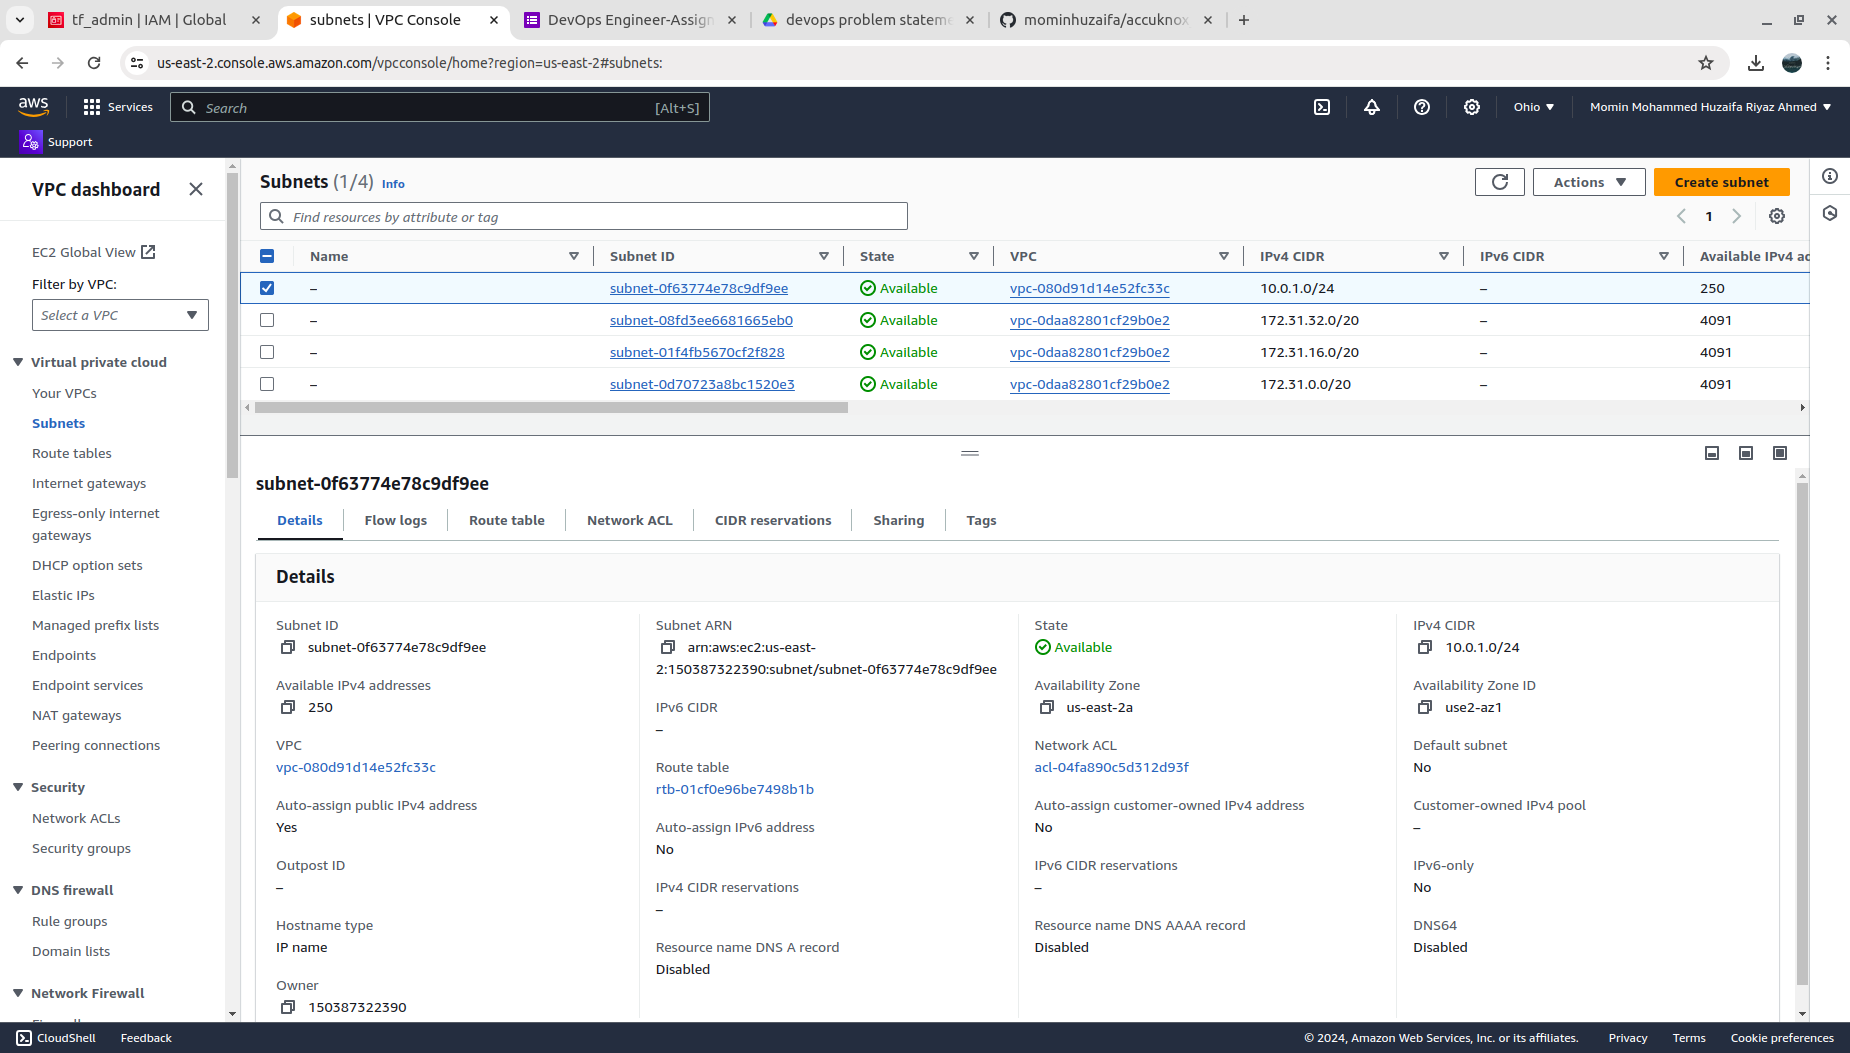 tf_admin | IAM | Global
subnets | VPC Console
DevOps Engineer-Assign
devops problem stateme
mominhuzaifa/accuknox
us-east-2.console.aws.amazon.com/vpcconsole/home?region=us-east-2#subnets:
aws
Services
Search
[Alt+S]
Ohio
Momin Mohammed Huzaifa Riyaz Ahmed
Support
VPC dashboard
EC2 Global View
Filter by VPC:
Select a VPC
Virtual private cloud
Your VPCs
Subnets
Route tables
Internet gateways
Egress-only internet
gateways
DHCP option sets
Elastic IPs
Managed prefix lists
Endpoints
Endpoint services
NAT gateways
Peering connections
Security
Network ACLs
Security groups
DNS firewall
Rule groups
Domain lists
Network Firewall
Subnets (1/4) Info
Actions
Create subnet
Find resources by attribute or tag
1
Name Subnet ID State VPC IPv4 CIDR IPv6 CIDR Available IPv4 ad
– subnet-0f63774e78c9df9ee Available vpc-080d91d14e52fc33c 10.0.1.0/24 – 250
– subnet-08fd3ee6681665eb0 Available vpc-0daa82801cf29b0e2 172.31.32.0/20 – 4091
– subnet-01f4fb5670cf2f828 Available vpc-0daa82801cf29b0e2 172.31.16.0/20 – 4091
– subnet-0d70723a8bc1520e3 Available vpc-0daa82801cf29b0e2 172.31.0.0/20 – 4091
subnet-0f63774e78c9df9ee
Details Flow logs Route table Network ACL CIDR reservations Sharing Tags
Details
Subnet ID
subnet-0f63774e78c9df9ee
Available IPv4 addresses
250
VPC
vpc-080d91d14e52fc33c
Auto-assign public IPv4 address
Yes
Outpost ID
–
Hostname type
IP name
Owner
150387322390
Subnet ARN
arn:aws:ec2:us-east-
2:150387322390:subnet/subnet-0f63774e78c9df9ee
IPv6 CIDR
–
Route table
rtb-01cf0e96be7498b1b
Auto-assign IPv6 address
No
IPv4 CIDR reservations
–
Resource name DNS A record
Disabled
State
Available
Availability Zone
us-east-2a
Network ACL
acl-04fa890c5d312d93f
Auto-assign customer-owned IPv4 address
No
IPv6 CIDR reservations
–
Resource name DNS AAAA record
Disabled
IPv4 CIDR
10.0.1.0/24
Availability Zone ID
use2-az1
Default subnet
No
Customer-owned IPv4 pool
–
IPv6-only
No
DNS64
Disabled
CloudShell
Feedback
© 2024, Amazon Web Services, Inc. or its affiliates.
Privacy
Terms
Cookie preferences